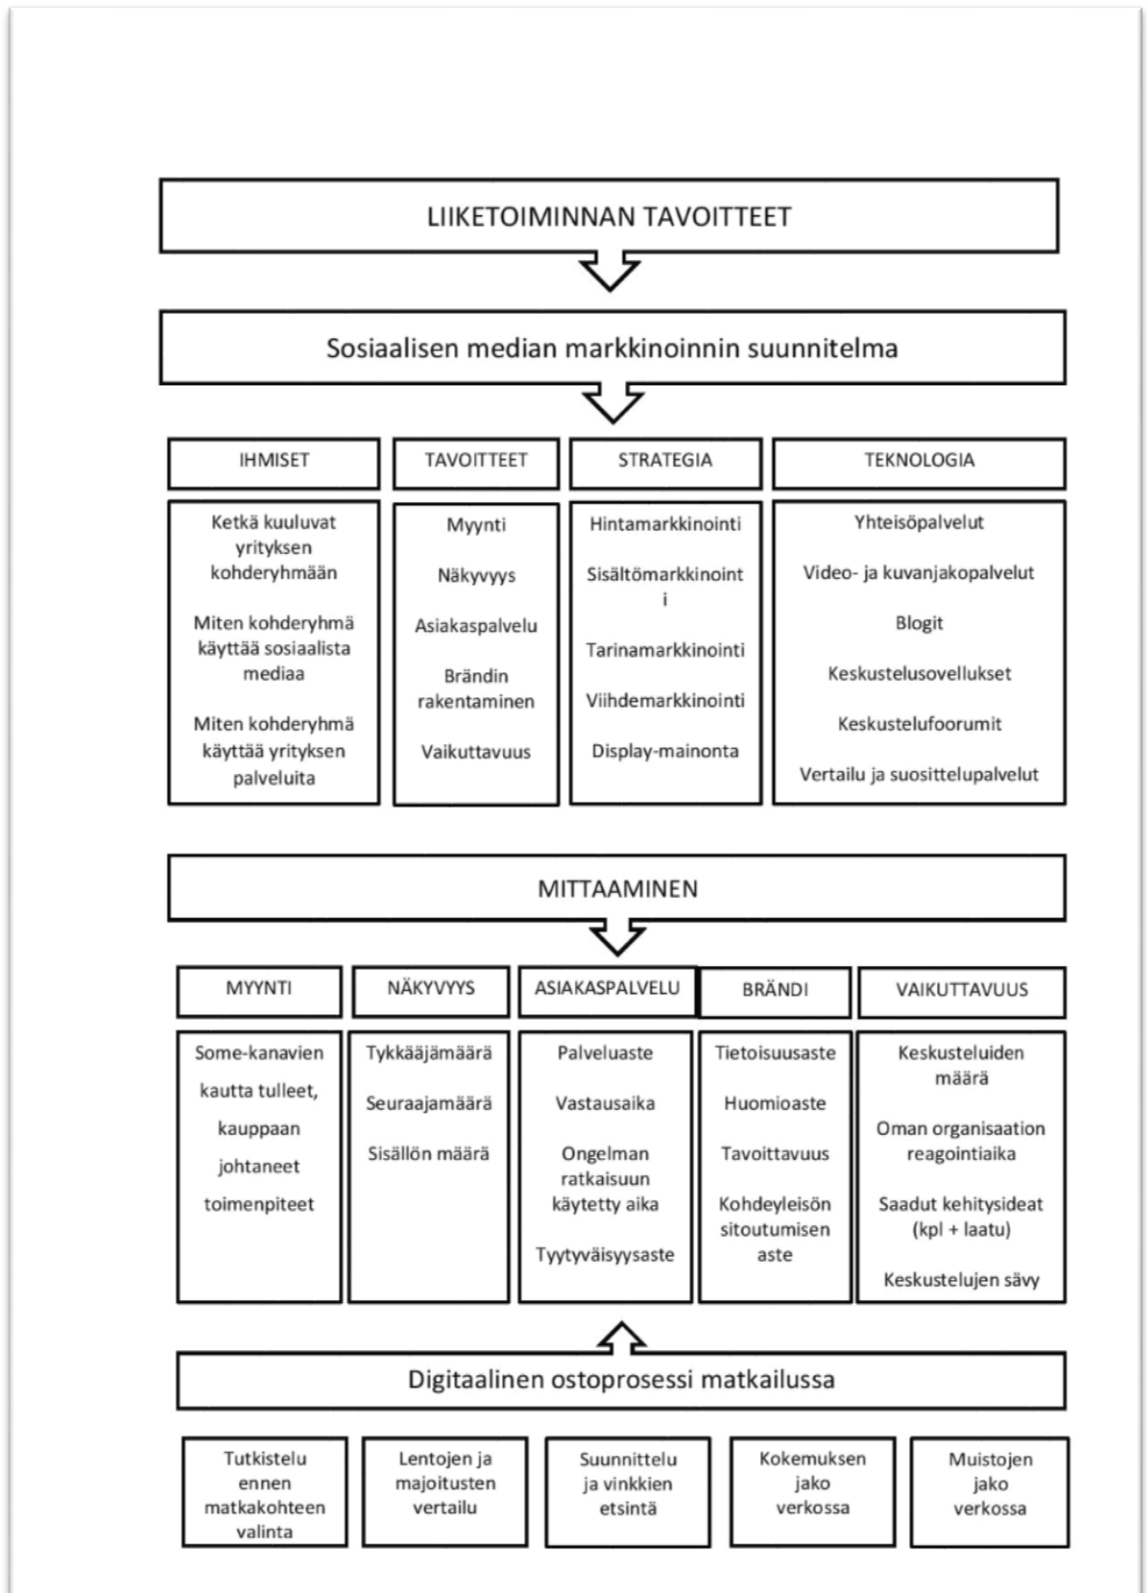 LIIKETOIMINNAN TAVOITTEET
Sosiaalisen median markkinoinnin suunnitelma
IHMISET
Ketkä kuuluvat
yrityksen
kohderyhmään
Miten kohderyhmä
käyttää sosiaalista
mediaa
Miten kohderyhmä
käyttää yrityksen
palveluita
TAVOITTEET
Myynti
Näkyvyys
Asiakaspalvelu
Brändin
rakentaminen
Vaikuttavuus
STRATEGIA
Hintamarkkinointi
Sisältömarkkinoint
i
Tarinamarkkinointi
Viihdemarkkinointi
Display-mainonta
TEKNOLOGIA
Yhteisöpalvelut
Video- ja kuvanjakopalvelut
Blogit
Keskustelusovellukset
Keskustelufoorumit
Vertailu ja suosittelupalvelut
MITTAAMINEN
MYYNTI
Some-kanavien
kautta tulleet,
kauppaan
johtaneet
toimenpiteet
NÄKYVYYS
Tykkääjämäärä
Seuraajamäärä
Sisällön määrä
ASIAKASPALVELU
Palveluaste
Vastausaika
Ongelman
ratkaisuun
käytetty aika
Tyytyväisyysaste
BRÄNDI
Tietoisuusaste
Huomioaste
Tavoittavuus
Kohdeyleisön
sitoutumisen
aste
VAIKUTTAVUUS
Keskusteluiden
määrä
Oman organisaation
reagointiaika
Saadut kehitysideat
(kpl + laatu)
Keskustelujen sävy
Digitaalinen ostoprosessi matkailussa
Tutkistelu
ennen
matkakohteen
valinta
Lentojen ja
majoitusten
vertailu
Suunnittelu
ja vinkkien
etsintä
Kokemuksen
jako
verkossa
Muistojen
jako
verkossa